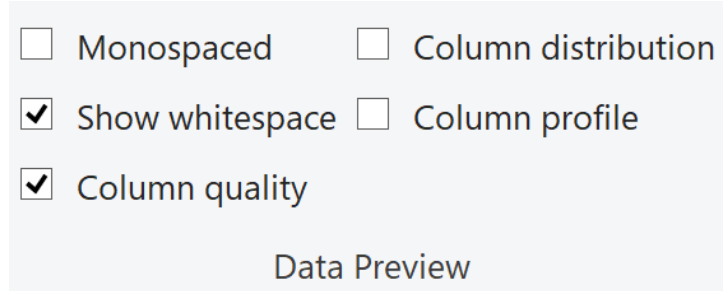 Monospaced
Show whitespace
Column quality
Column distribution
Column profile
Data Preview